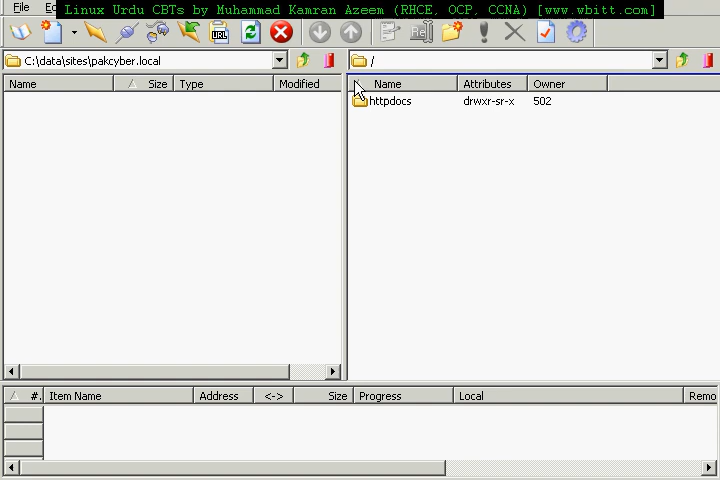 File E Linux Urdu CBTs by Muhammad Kamran Azeem (RHCE, OCP, CCNA) [www.wbitt.com]
URL
C:\data\sites\pakcyber.local /
Name Size Type Modified Name Attributes Owner
httpdocs drwxr-sr-x 502
#. Item Name Address <-> Size Progress Local Remo